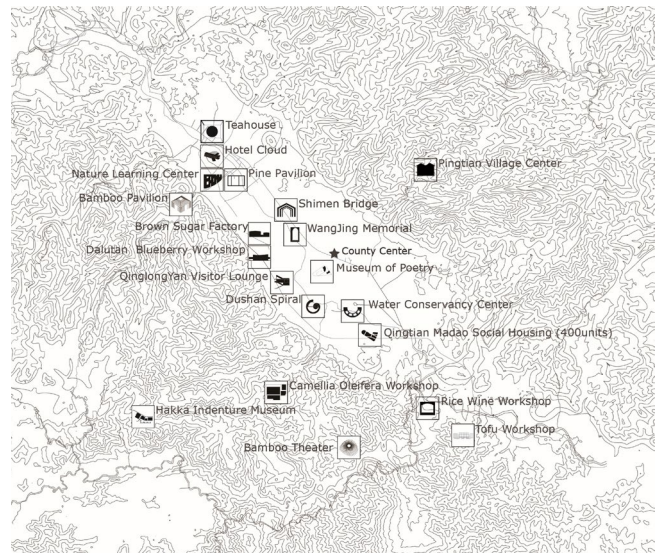 Teahouse
Hotel Cloud
Pingtian Village Center
Nature Learning Center
Pine Pavilion
Bamboo Pavilion
Shimen Bridge
Brown Sugar Factory
WangJing Memorial
Dalutan Blueberry Workshop
County Center
Museum of Poetry
QinglongYan Visitor Lounge
Dushan Spiral
Water Conservancy Center
Qingtian Madao Social Housing (400units)
Camellia Oleifera Workshop
Hakka Indenture Museum
Rice Wine Workshop
Tofu Workshop
Bamboo Theater